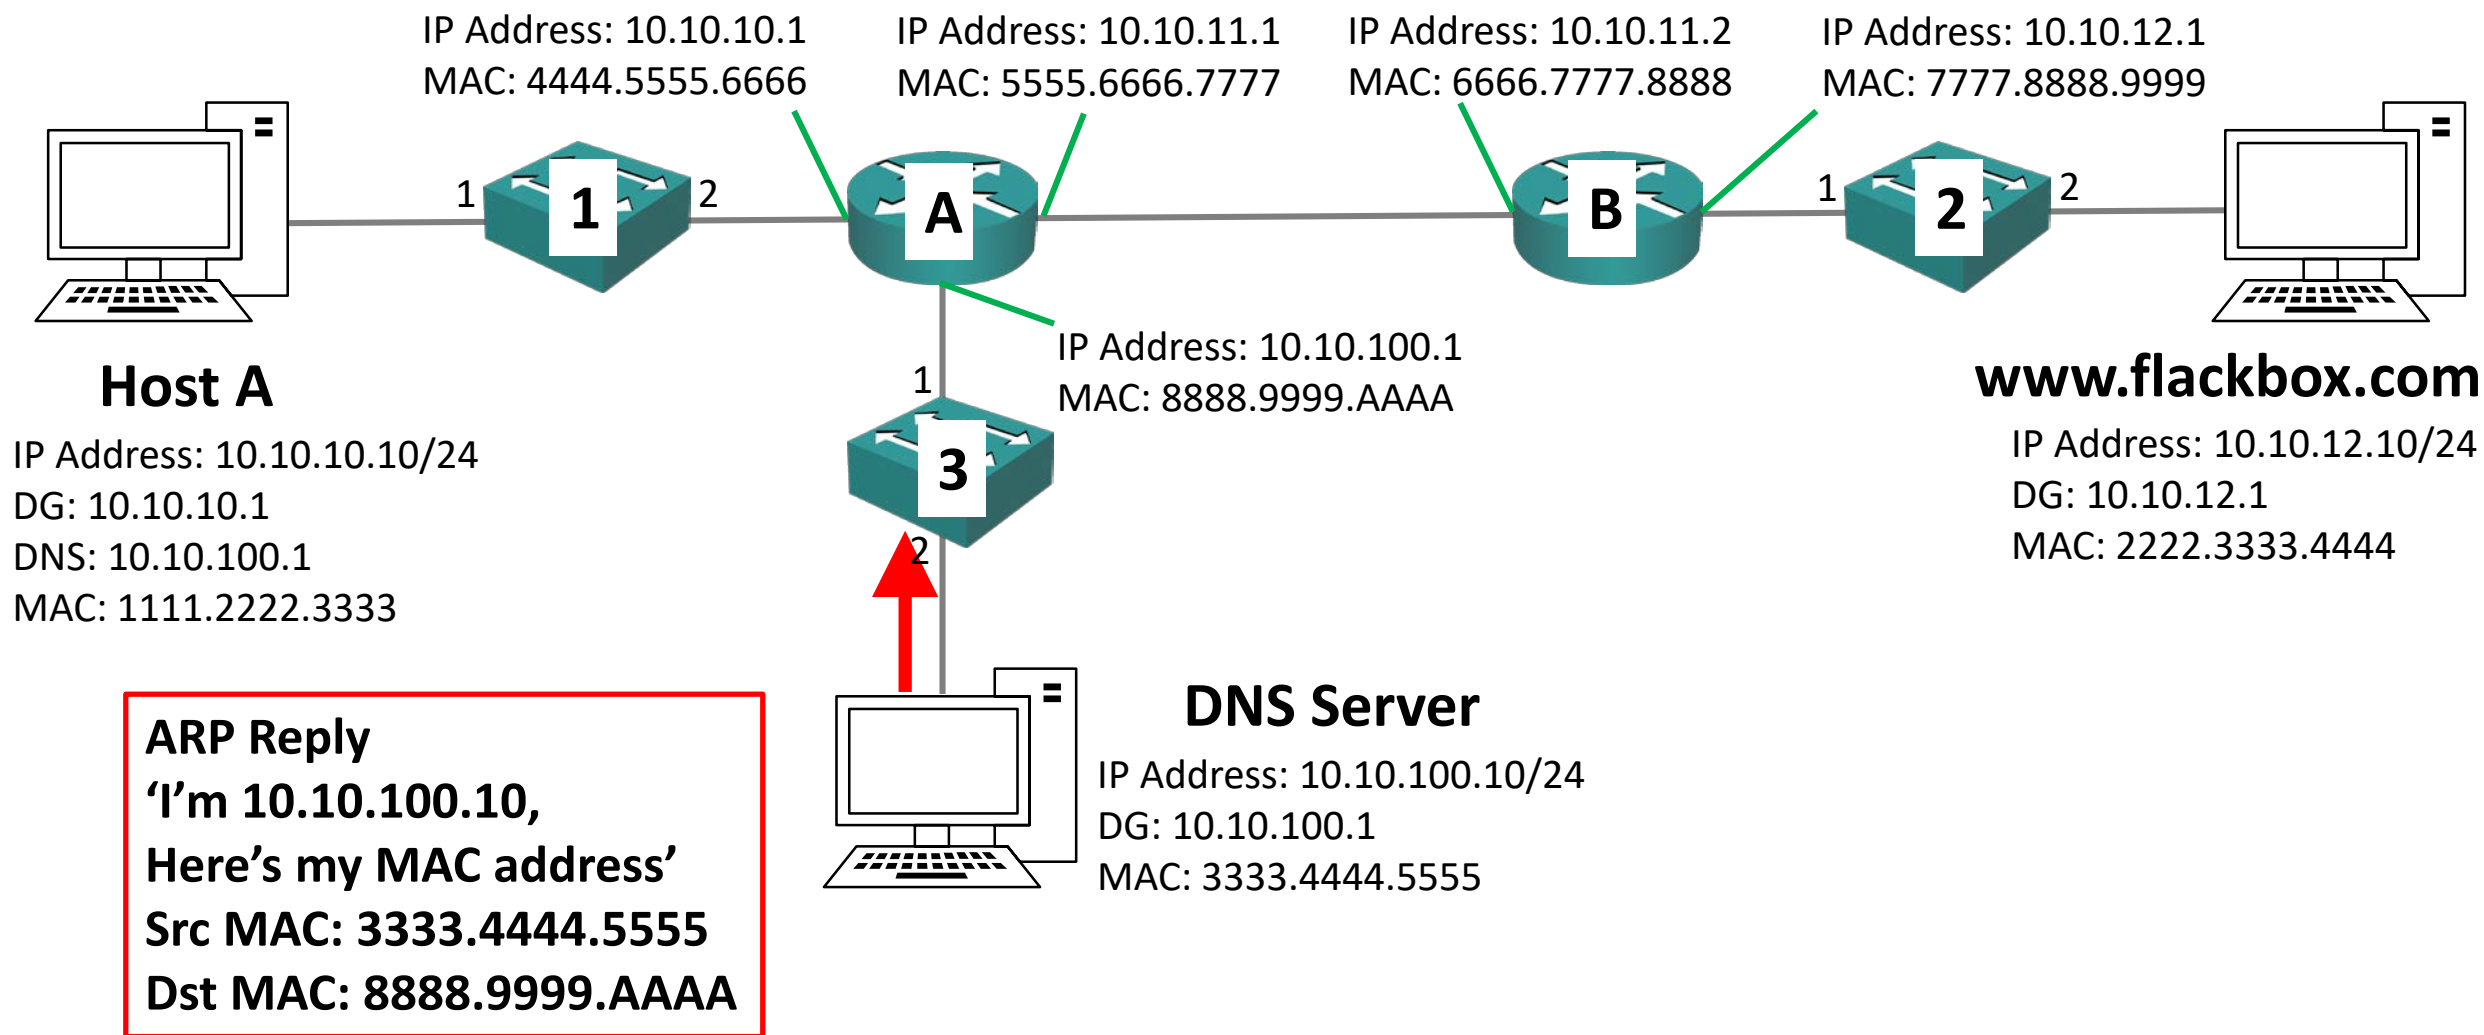 IP Address: 10.10.10.1
MAC: 4444.5555.6666
IP Address: 10.10.11.1
MAC: 5555.6666.7777
IP Address: 10.10.11.2
MAC: 6666.7777.8888
IP Address: 10.10.12.1
MAC: 7777.8888.9999
1
1
2
A
B
1
2
2
Host A
IP Address: 10.10.10.10/24
DG: 10.10.10.1
DNS: 10.10.100.1
MAC: 1111.2222.3333
IP Address: 10.10.100.1
MAC: 8888.9999.AAAA
1
3
2
www.flackbox.com
IP Address: 10.10.12.10/24
DG: 10.10.12.1
MAC: 2222.3333.4444
ARP Reply
‘I’m 10.10.100.10,
Here’s my MAC address’
Src MAC: 3333.4444.5555
Dst MAC: 8888.9999.AAAA
DNS Server
IP Address: 10.10.100.10/24
DG: 10.10.100.1
MAC: 3333.4444.5555